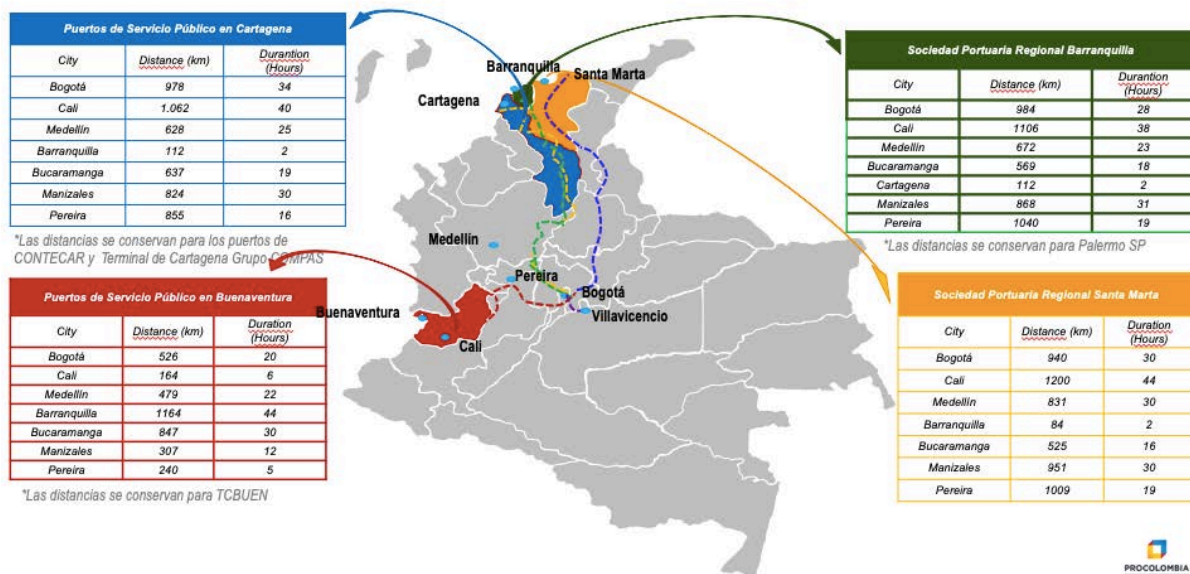 Puertos de Servicio Público en Cartagena
City Distance (km) Durantion (Hours)
Bogotá 978 34
Cali 1.062 40
Medellín 628 25
Barranquilla 112 2
Bucaramanga 637 19
Manizales 824 30
Pereira 855 16
*Las distancias se conservan para los puertos de
CONTECAR y Terminal de Cartagena Grupo COMPAS
Puertos de Servicio Público en Buenaventura
City Distance (km) Duration (Hours)
Bogotá 526 20
Cali 164 6
Medellín 479 22
Barranquilla 1164 44
Bucaramanga 847 30
Manizales 307 12
Pereira 240 5
*Las distancias se conservan para TCBUEN
Barranquilla
Santa Marta
Cartagena
Medellín
Pereira
Bogotá
Buenaventura
Villavicencio
Cali
Sociedad Portuaria Regional Barranquilla
City Distance (km) Durantion (Hours)
Bogotá 984 28
Cali 1106 38
Medellín 672 23
Bucaramanga 569 18
Cartagena 112 2
Manizales 868 31
Pereira 1040 19
*Las distancias se conservan para Palermo SP
Sociedad Portuaria Regional Santa Marta
City Distance (km) Duration (Hours)
Bogotá 940 30
Cali 1200 44
Medellín 831 30
Barranquilla 84 2
Bucaramanga 525 16
Manizales 951 30
Pereira 1009 19
PROCOLOMBIA